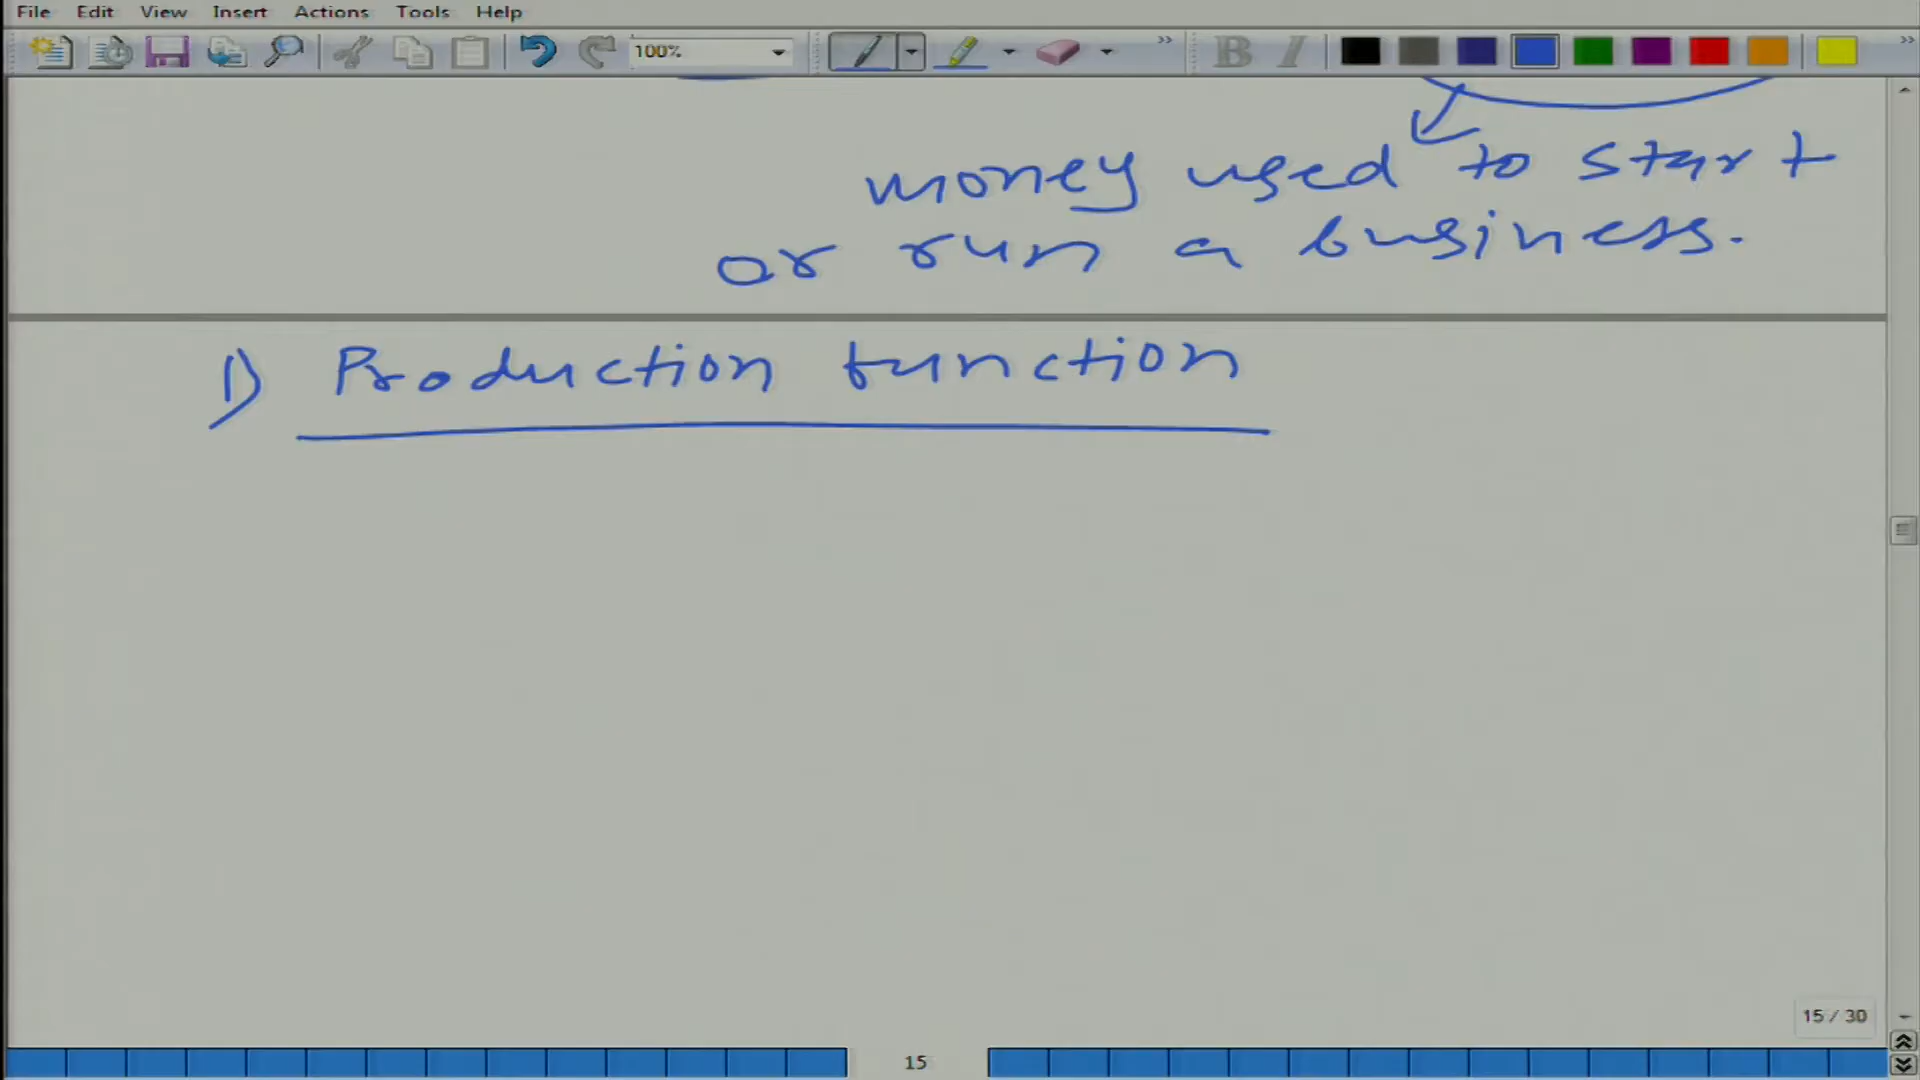 File Edit View Insert Actions Tools Help
100%
B I
money used to start
or run a business.
1) Production function
15 / 30
15